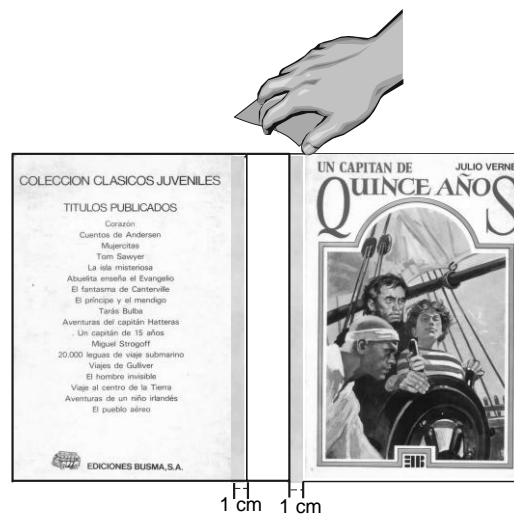 COLECCION CLASICOS JUVENILES
TITULOS PUBLICADOS
Corazón
Cuentos de Andersen
Mujercitas
Tom Sawyer
La isla misteriosa
Abuelita enseña el Evangelio
El fantasma de Canterville
El príncipe y el mendigo
Tarás Bulba
Aventuras del capitán Hatteras
. Un capitán de 15 años
Miguel Strogoff
20.000 leguas de viaje submarino
Viajes de Gulliver
El hombre invisible
Viaje al centro de la Tierra
Aventuras de un niño irlandés
El pueblo aéreo
EDICIONES BUSMA, S.A.
UN CAPITAN DE JULIO VERNE
QUINCE AÑOS
1 cm 1 cm